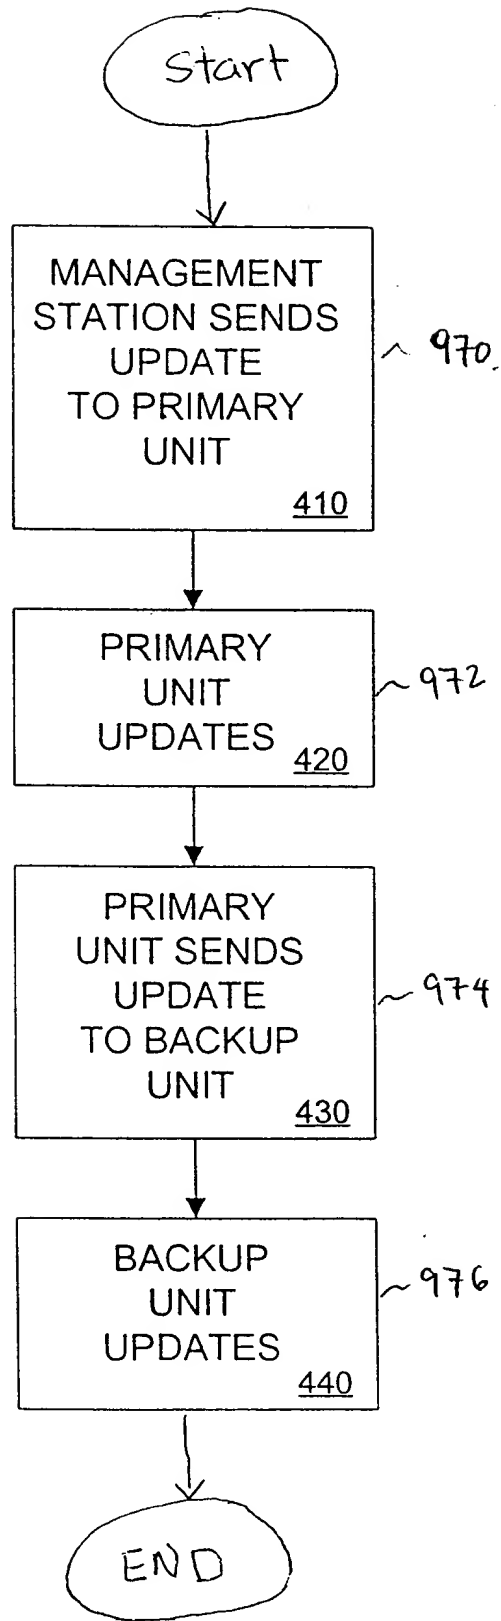 Start
MANAGEMENT
STATION SENDS
UPDATE
TO PRIMARY
UNIT
410
970
PRIMARY
UNIT
UPDATES
420
972
PRIMARY
UNIT SENDS
UPDATE
TO BACKUP
UNIT
430
974
BACKUP
UNIT
UPDATES
440
976
END